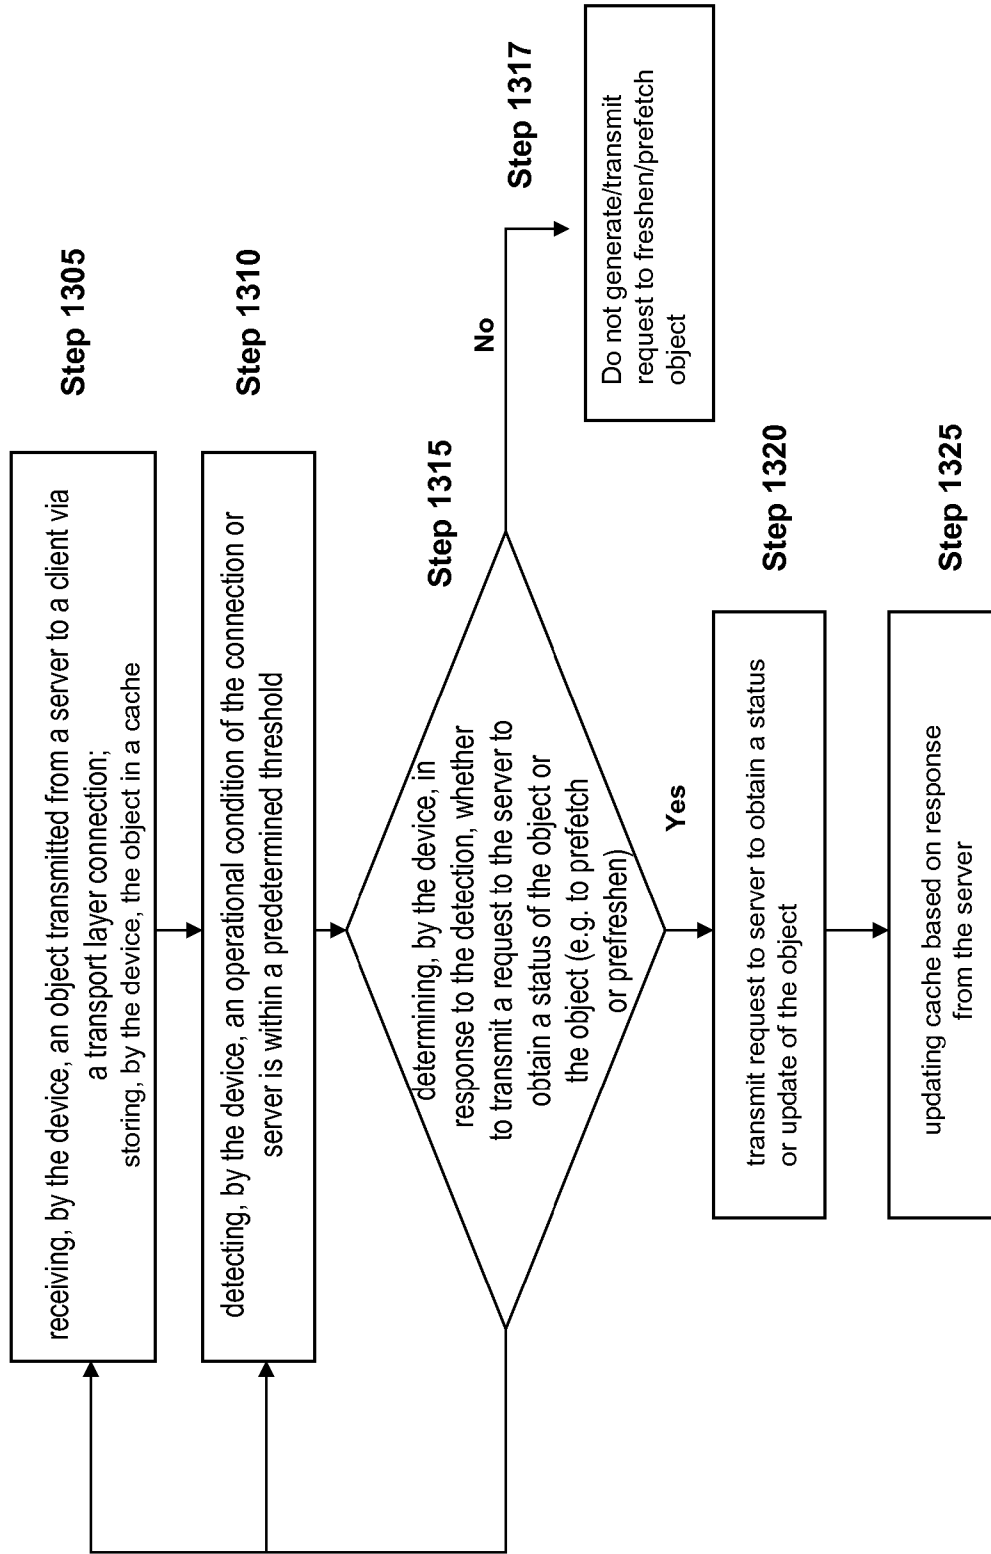 Step 1305
receiving, by the device, an object transmitted from a server to a client via
a transport layer connection;
storing, by the device, the object in a cache
Step 1310
detecting, by the device, an operational condition of the connection or
server is within a predetermined threshold
Step 1315
determining, by the device, in
response to the detection, whether
to transmit a request to the server to
obtain a status of the object or
the object (e.g. to prefetch
or prefreshen)
No
Step 1317
Do not generate/transmit
request to freshen/prefetch
object
Yes
Step 1320
transmit request to server to obtain a status
or update of the object
Step 1325
updating cache based on response
from the server